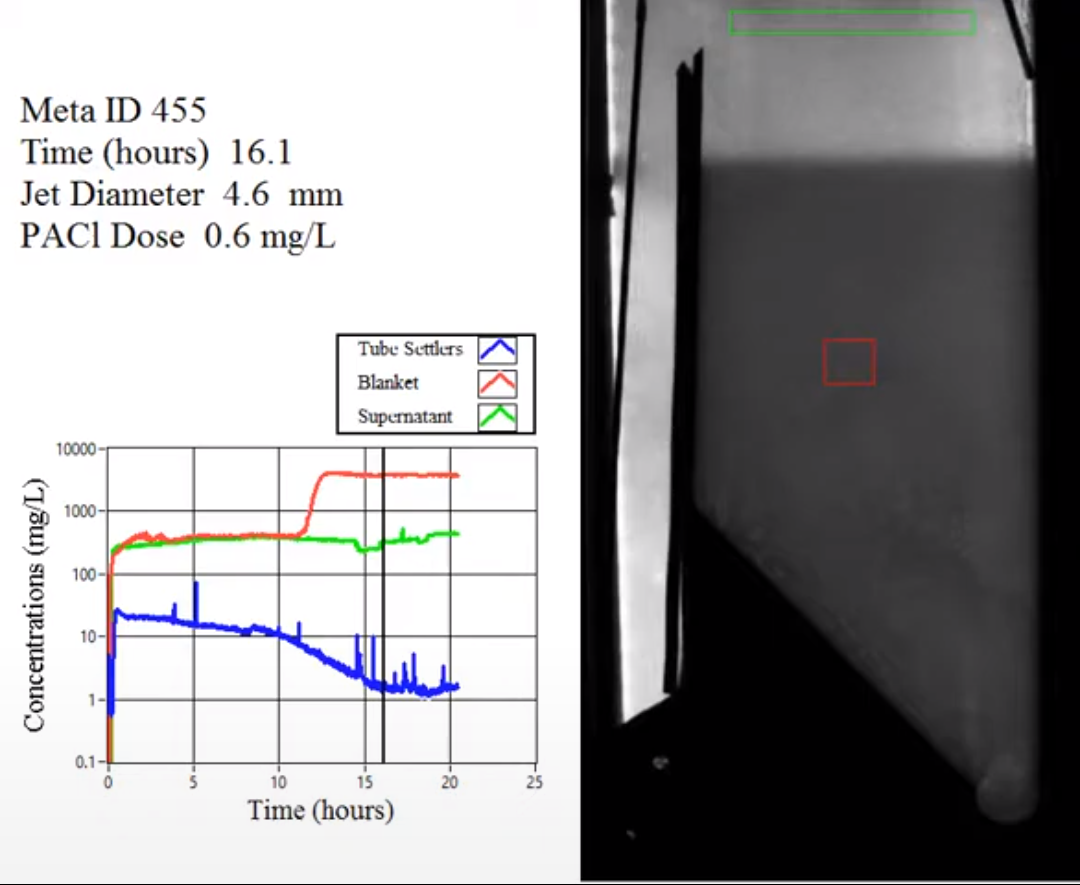 Meta ID 455
Time (hours) 16.1
Jet Diameter 4.6 mm
PACl Dose 0.6 mg/L
Tube Settlers
Blanket
Supernatant
Concentrations (mg/L)
10000
1000
100
10
1
0.1
0 5 10 15 20 25
Time (hours)